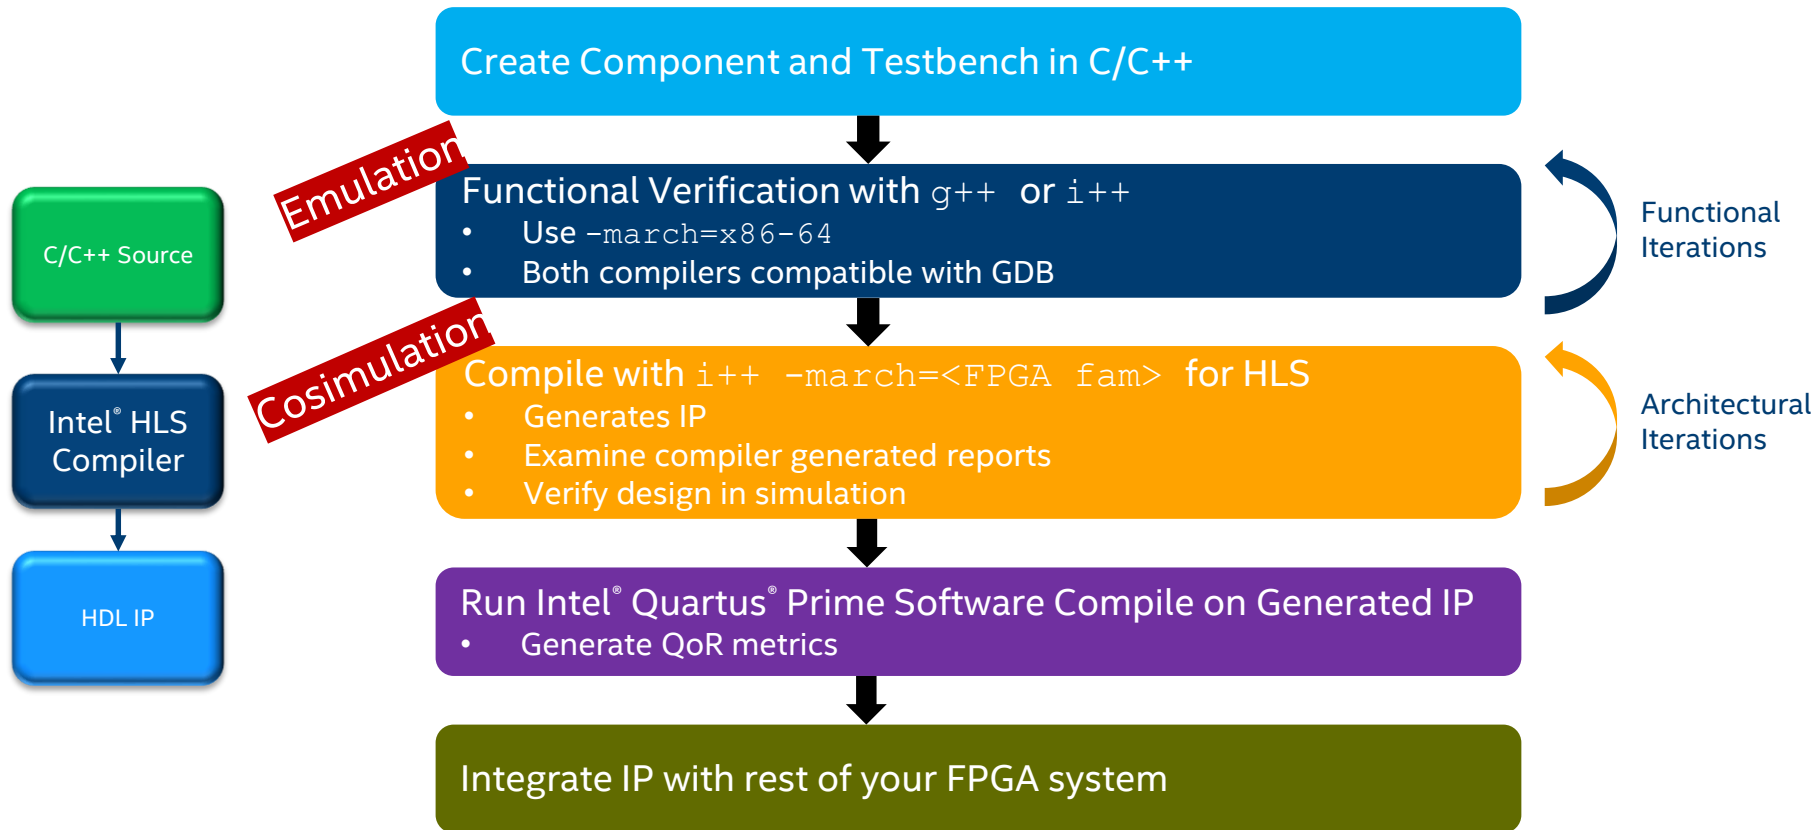 Create Component and Testbench in C/C++
Emulation
Functional Verification with g++ or i++
• Use -march=x86-64
• Both compilers compatible with GDB
Functional
Iterations
C/C++ Source
Cosimulation
Compile with i++ -march=<FPGA fam> for HLS
• Generates IP
• Examine compiler generated reports
• Verify design in simulation
Architectural
Iterations
Intel® HLS
Compiler
HDL IP
Run Intel® Quartus® Prime Software Compile on Generated IP
• Generate QoR metrics
Integrate IP with rest of your FPGA system